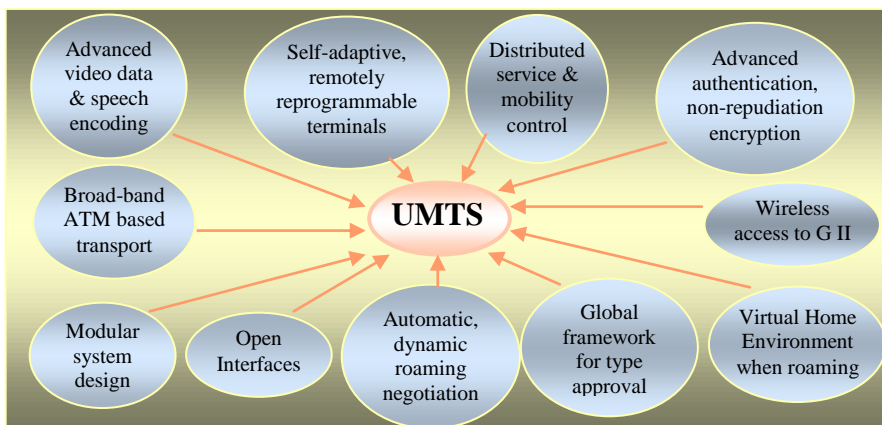 Advanced
video data
& speech
encoding
Self-adaptive,
remotely
reprogrammable
terminals
Distributed
service &
mobility
control
Advanced
authentication,
non-repudiation
encryption
Broad-band
ATM based
transport
UMTS
Wireless
access to G II
Modular
system
design
Open
Interfaces
Automatic,
dynamic
roaming
negotiation
Global
framework
for type
approval
Virtual Home
Environment
when roaming